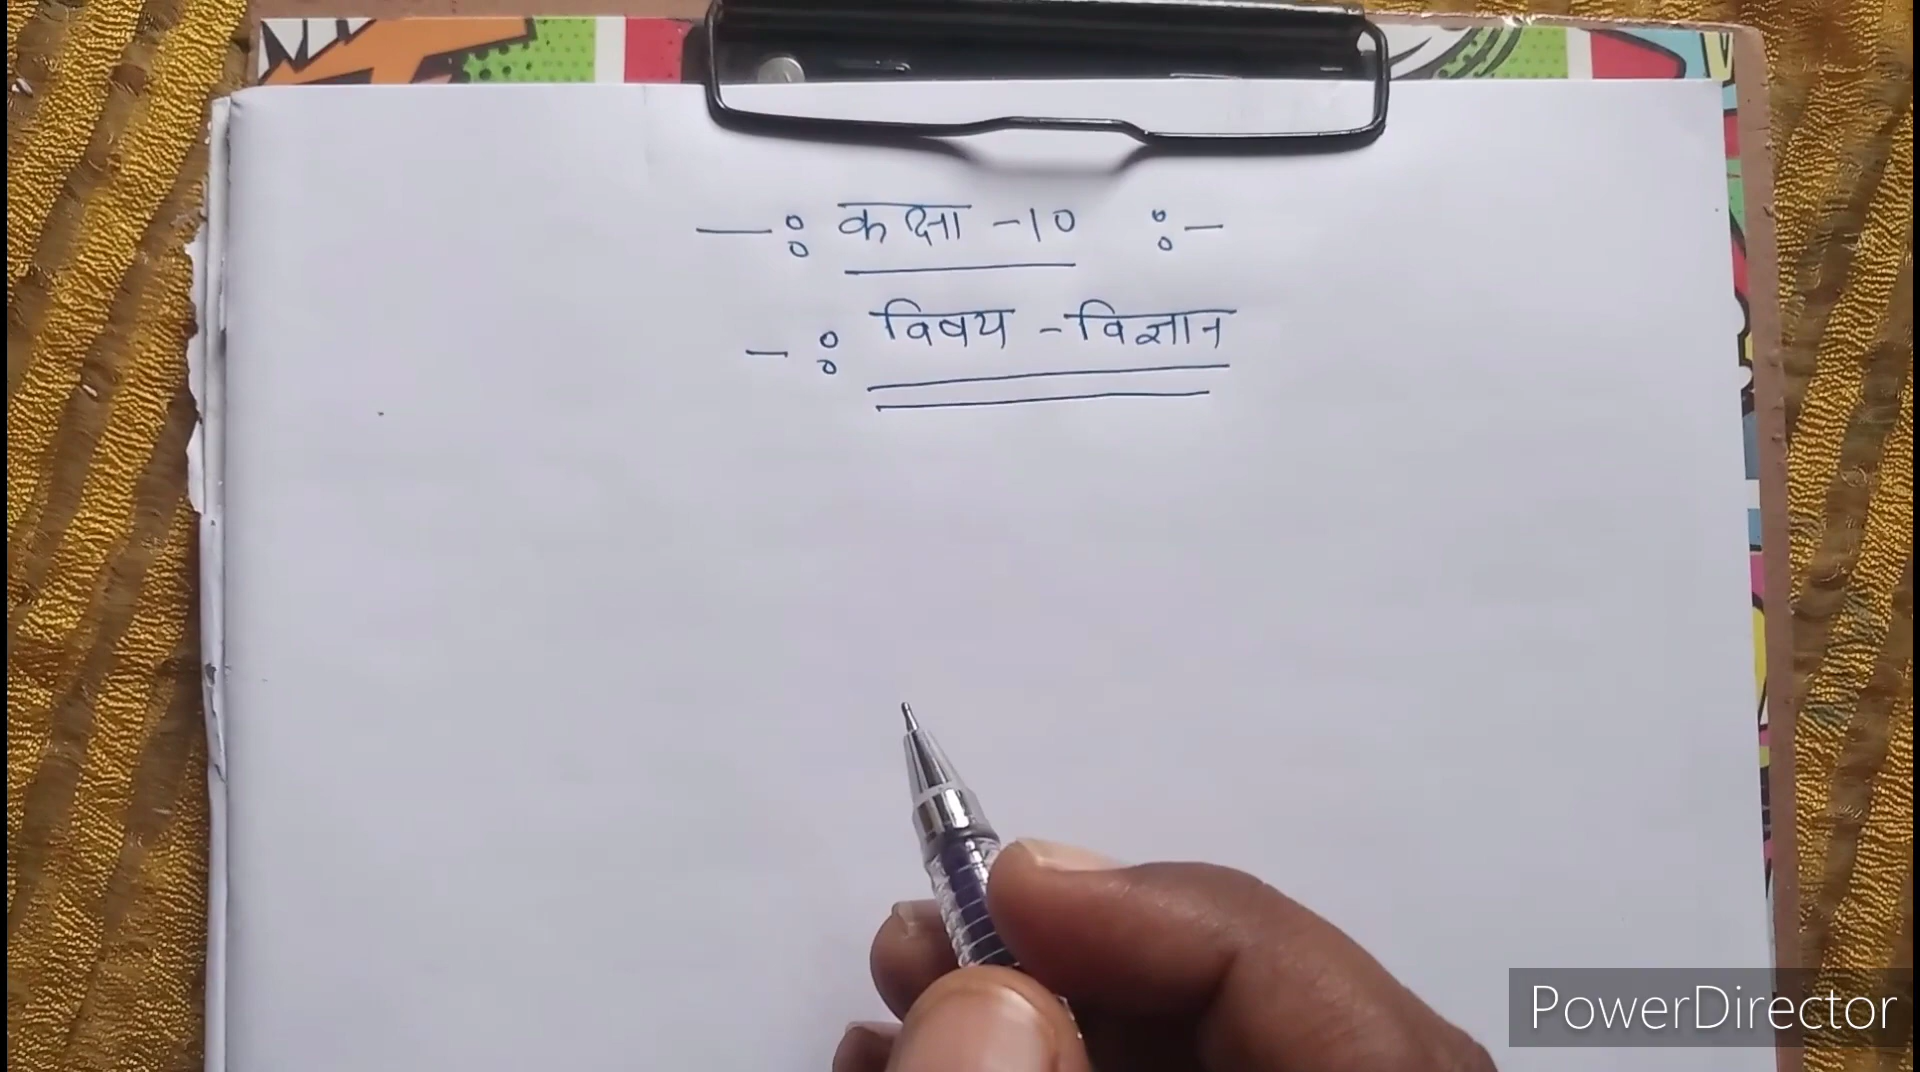 —: कक्षा -10 :-
-: विषय - विज्ञान
PowerDirector